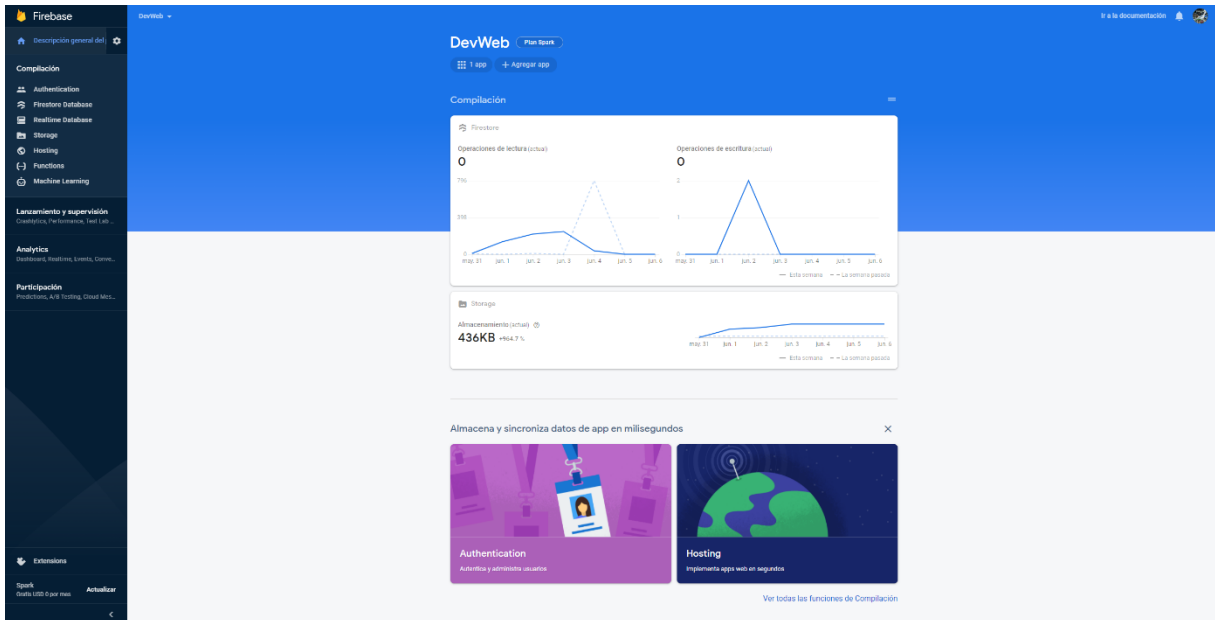 Firebase
DevWeb
Ir a la documentación
Descripción general del
Compilación
Authentication
Firestore Database
Realtime Database
Storage
Hosting
Functions
Machine Learning
Lanzamiento y supervisión
Crashlytics, Performance, Test Lab ...
Analytics
Dashboard, Realtime, Events, Conve...
Participación
Predictions, A/B Testing, Cloud Mes...
Extensions
Spark
Gratis USD 0 por mes
Actualizar
DevWeb
Plan Spark
1 app
Agregar app
Compilación
Firestore
Operaciones de lectura (actual)
0
796
398
0
may. 31 jun. 1 jun. 2 jun. 3 jun. 4 jun. 5 jun. 6
Operaciones de escritura (actual)
0
2
1
0
may. 31 jun. 1 jun. 2 jun. 3 jun. 4 jun. 5 jun. 6
Esta semana La semana pasada
Storage
Almacenamiento (actual)
436KB +964.7 %
may. 31 jun. 1 jun. 2 jun. 3 jun. 4 jun. 5 jun. 6
Esta semana La semana pasada
Almacena y sincroniza datos de app en milisegundos
Authentication
Autentica y administra usuarios
Hosting
Implementa apps web en segundos
Ver todas las funciones de Compilación